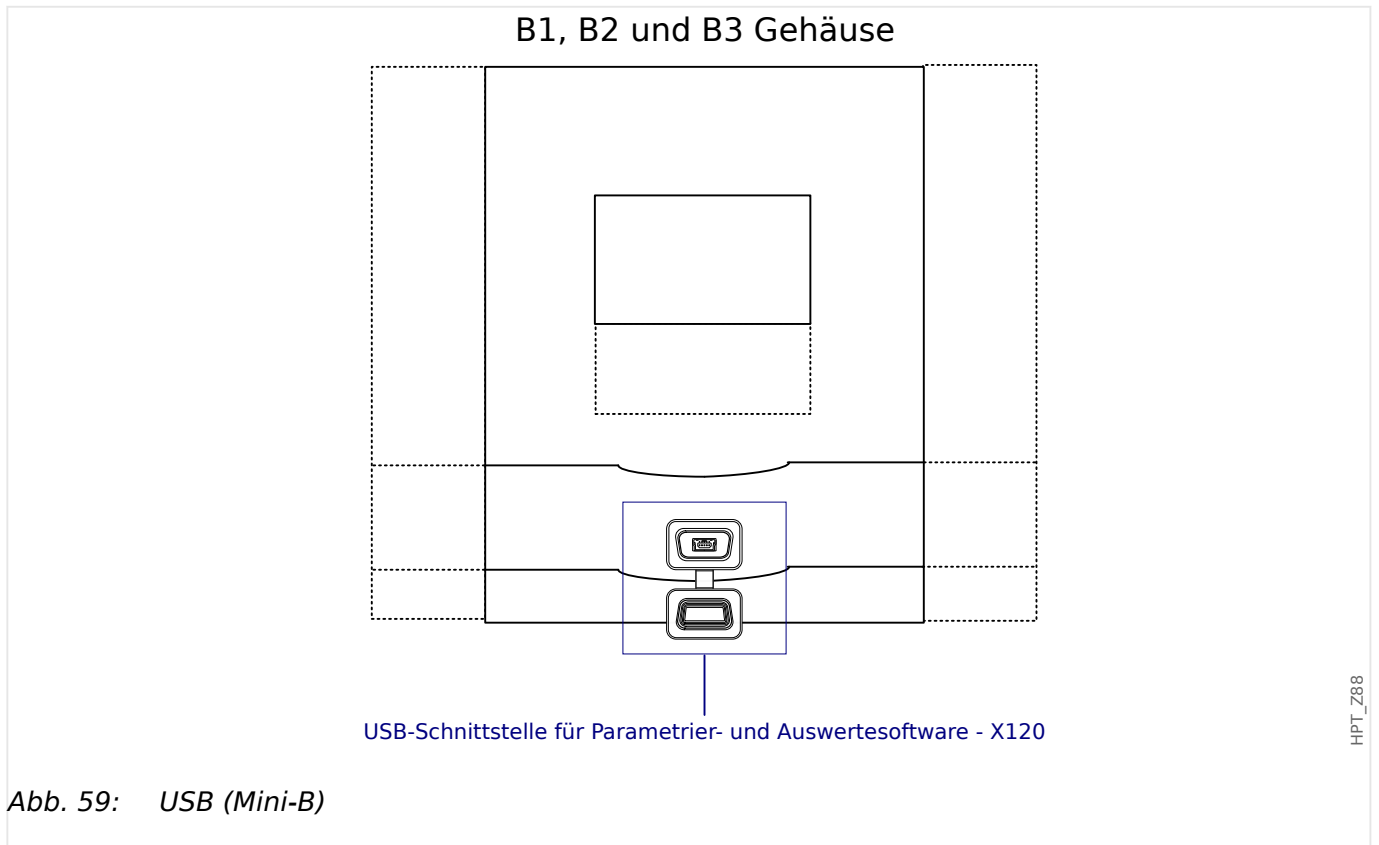 B1, B2 und B3 Gehäuse
USB-Schnittstelle für Parametrier- und Auswertesoftware - X120
HPT_Z88
Abb. 59: USB (Mini-B)